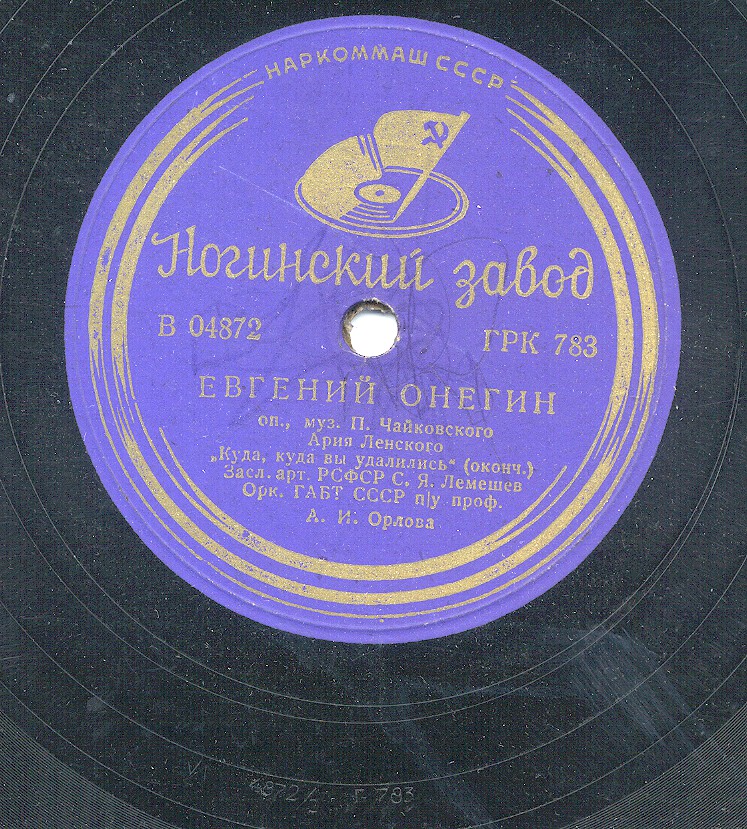 НАРКОММАШ СССР
Ногинский завод
В 04872 ГРК 783
ЕВГЕНИЙ ОНЕГИН
оп., муз. П. Чайковского
Ария Ленского
„Куда, куда вы удалились“ (оконч.)
Засл. арт. РСФСР С. Я. Лемешев
Орк. ГАБТ СССР п/у проф.
А. И. Орлова
Г 783